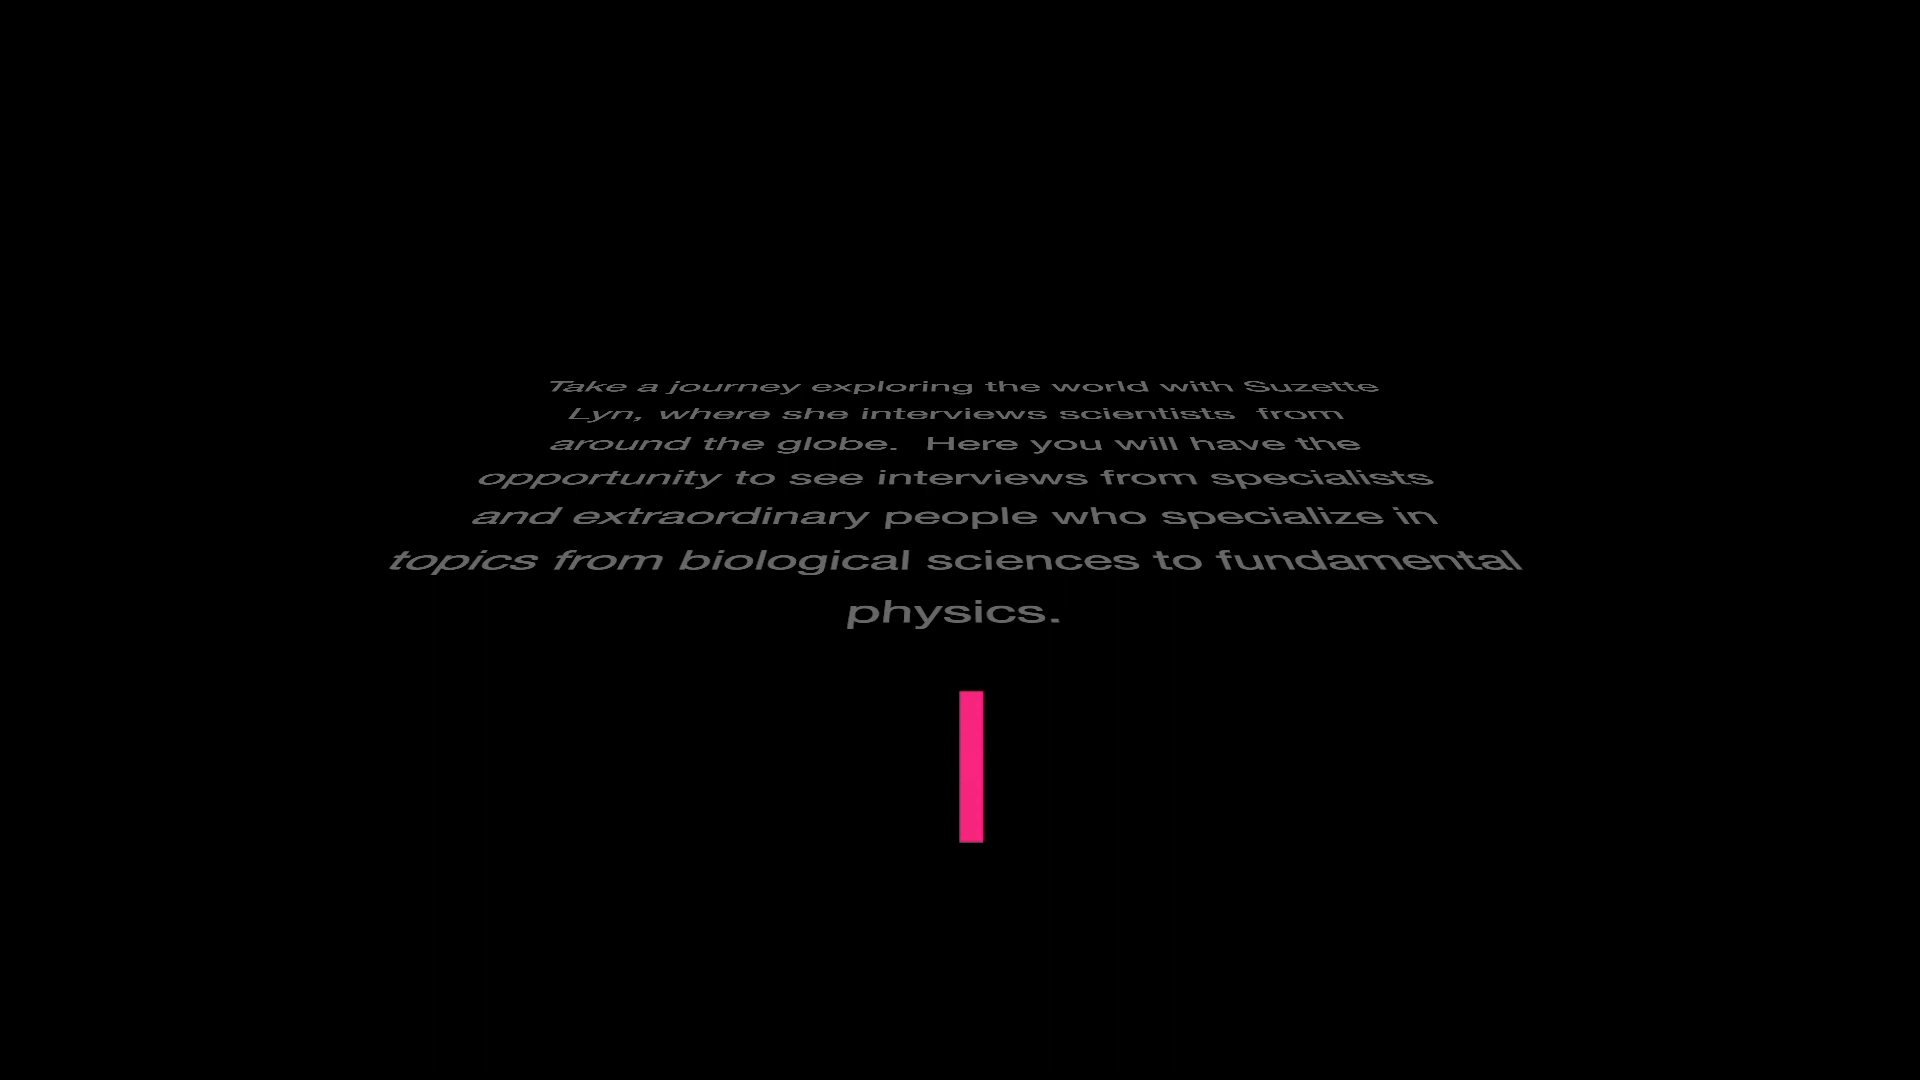 Take a journey exploring the world with Suzette
Lyn, where she interviews scientists  from
around the globe.  Here you will have the
opportunity to see interviews from specialists
and extraordinary people who specialize in
topics from biological sciences to fundamental
physics.